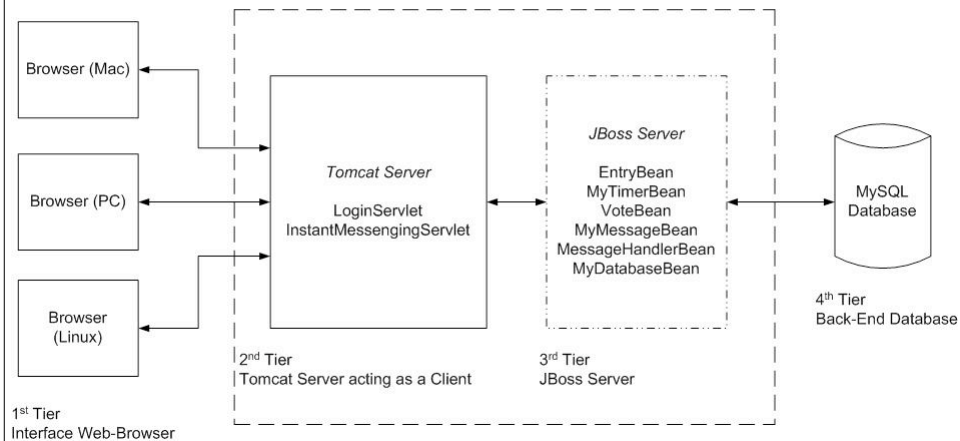 Browser (Mac)
Browser (PC)
Browser
(Linux)
1st Tier
Interface Web-Browser
Tomcat Server
LoginServlet
InstantMessengingServlet
2nd Tier
Tomcat Server acting as a Client
JBoss Server
EntryBean
MyTimerBean
VoteBean
MyMessageBean
MessageHandlerBean
MyDatabaseBean
3rd Tier
JBoss Server
MySQL
Database
4th Tier
Back-End Database